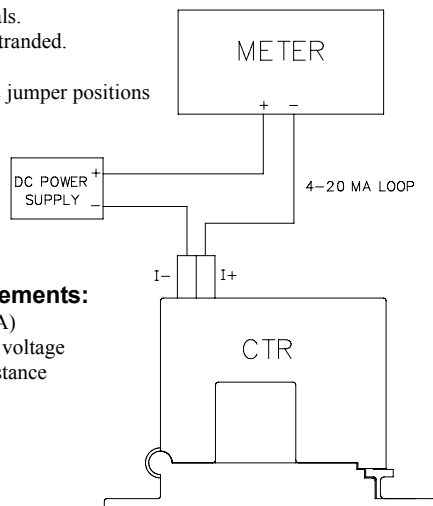 als.
tranded.
jumper positions
METER
+ −
DC POWER +
SUPPLY −
4-20 MA LOOP
I- I+
ements:
A)
voltage
stance
CTR